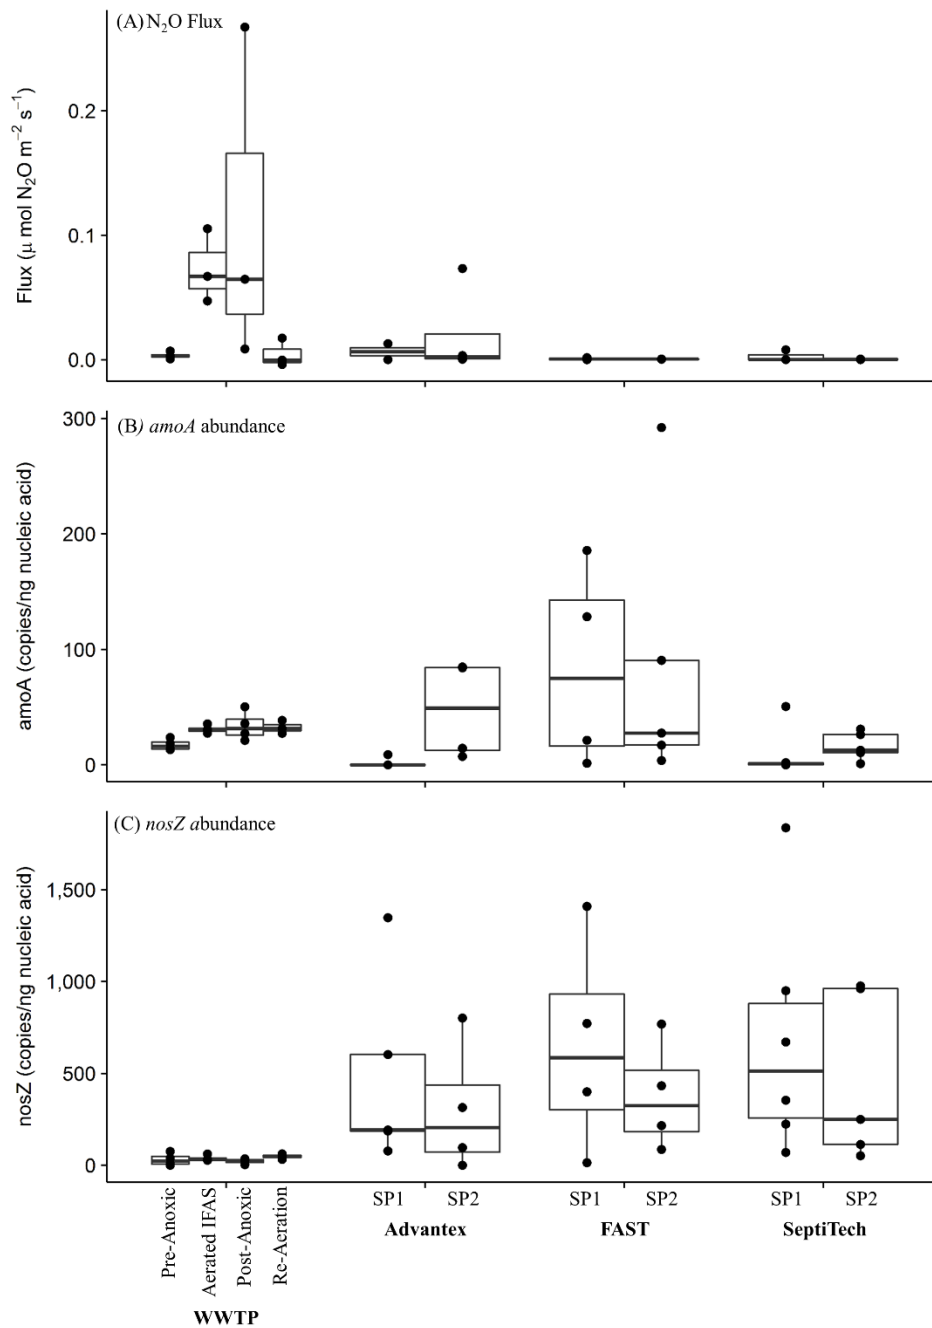 (A) N₂O Flux
Flux (μ mol N₂O m⁻² s⁻¹)
0.2
0.1
0.0
(B) amoA abundance
amoA (copies/ng nucleic acid)
300
200
100
0
(C) nosZ abundance
nosZ (copies/ng nucleic acid)
1,500
1,000
500
0
Pre-Anoxic
Aerated IFAS
Post-Anoxic
Re-Aeration
WWTP
SP1 SP2
Advantex
SP1 SP2
FAST
SP1 SP2
SeptiTech